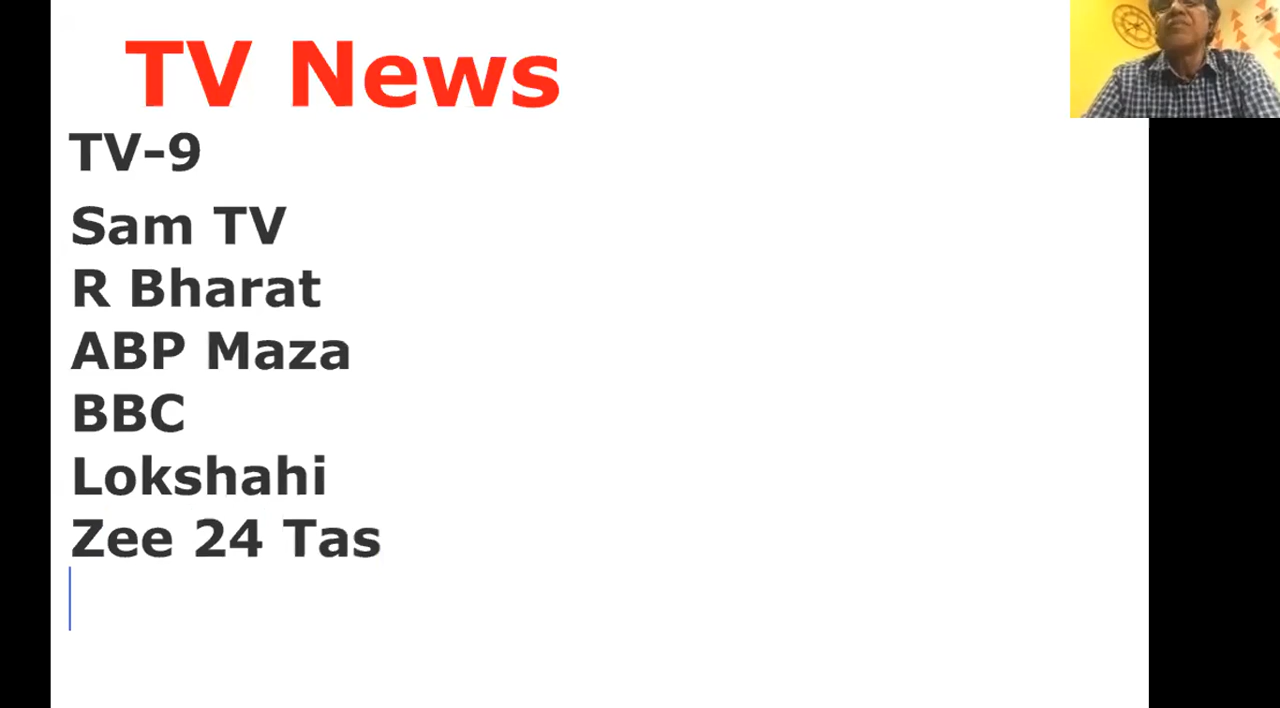 TV News
TV-9
Sam TV
R Bharat
ABP Maza
BBC
Lokshahi
Zee 24 Tas